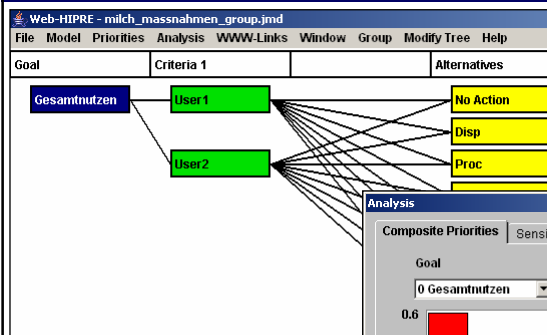 Web-HIPRE - milch_massnahmen_group.jmd
File Model Priorities Analysis WWW-Links Window Group Modify Tree Help
Goal Criteria 1 Alternatives
Gesamtnutzen User1 No Action
Disp
User2 Proc
Analysis
Composite Priorities Sensi
Goal
0 Gesamtnutzen
0.6